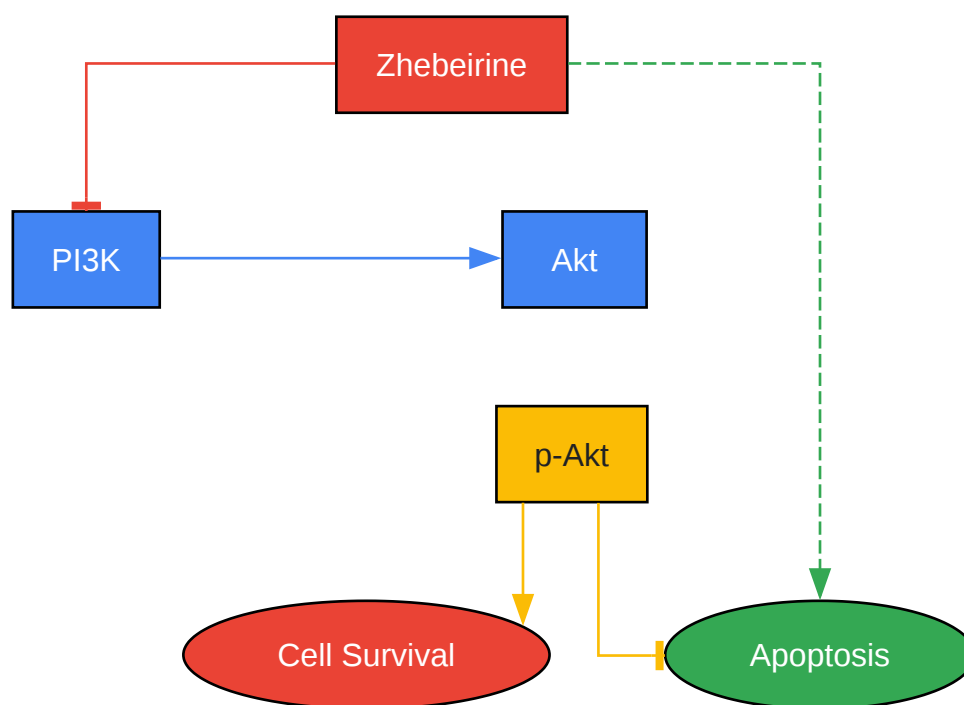 Zhebeirine
PI3K
Akt
p-Akt
Cell Survival
Apoptosis